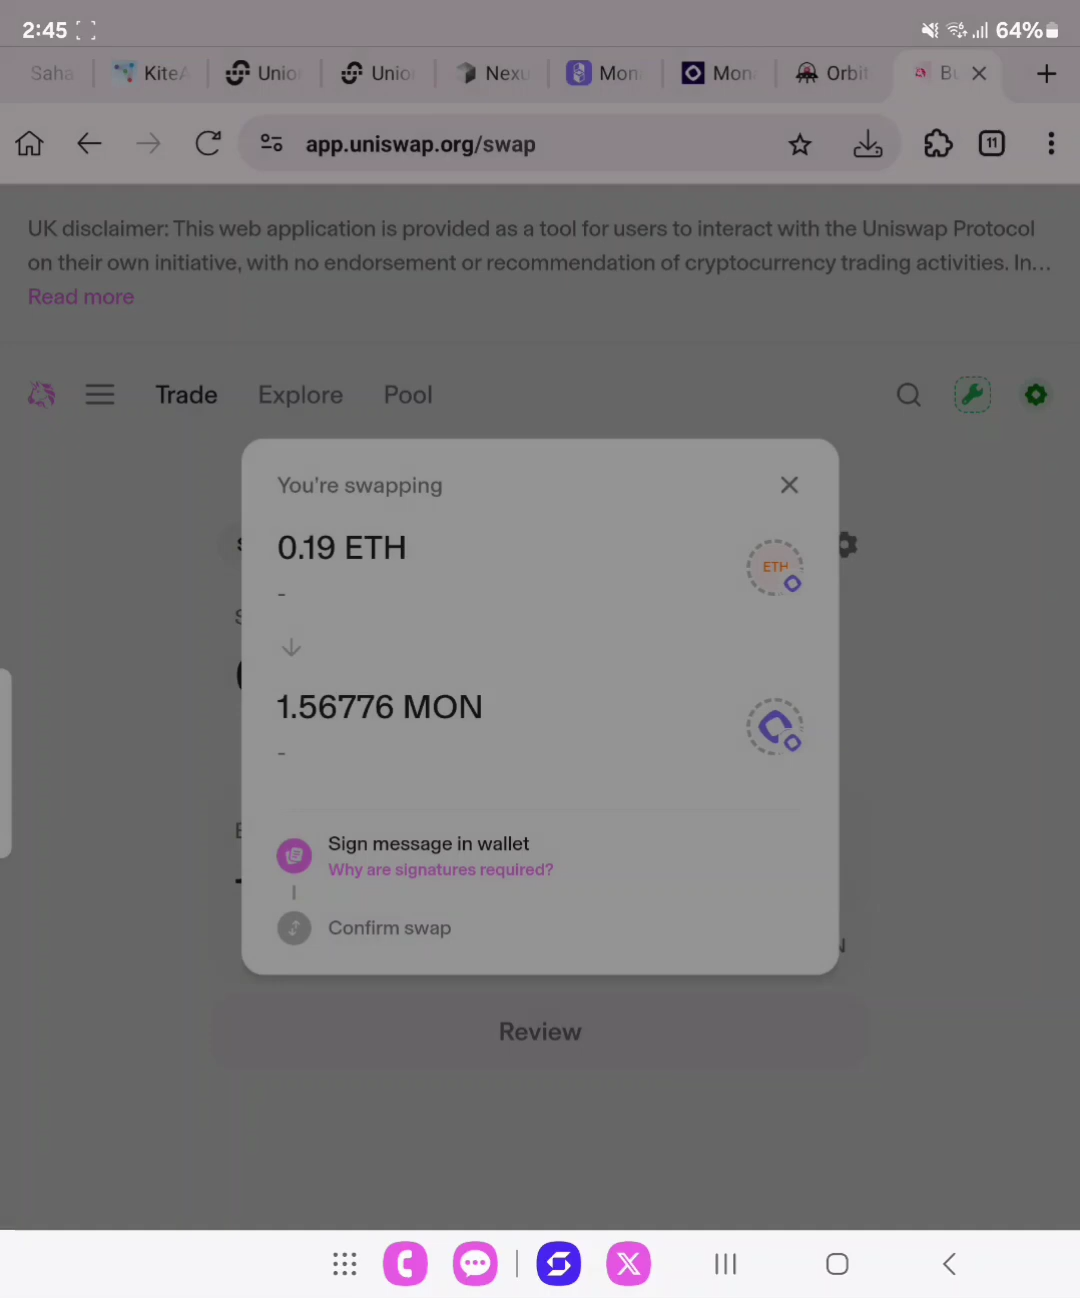 2:45
64%
Saha
Kite
Unio
Unio
Nexu
Mon
Mona
Orbit
Bu
app.uniswap.org/swap
11
UK disclaimer: This web application is provided as a tool for users to interact with the Uniswap Protocol
on their own initiative, with no endorsement or recommendation of cryptocurrency trading activities. In...
Read more
Trade
Explore
Pool
You're swapping
0.19 ETH
ETH
-
1.56776 MON
-
Sign message in wallet
Why are signatures required?
Confirm swap
Review